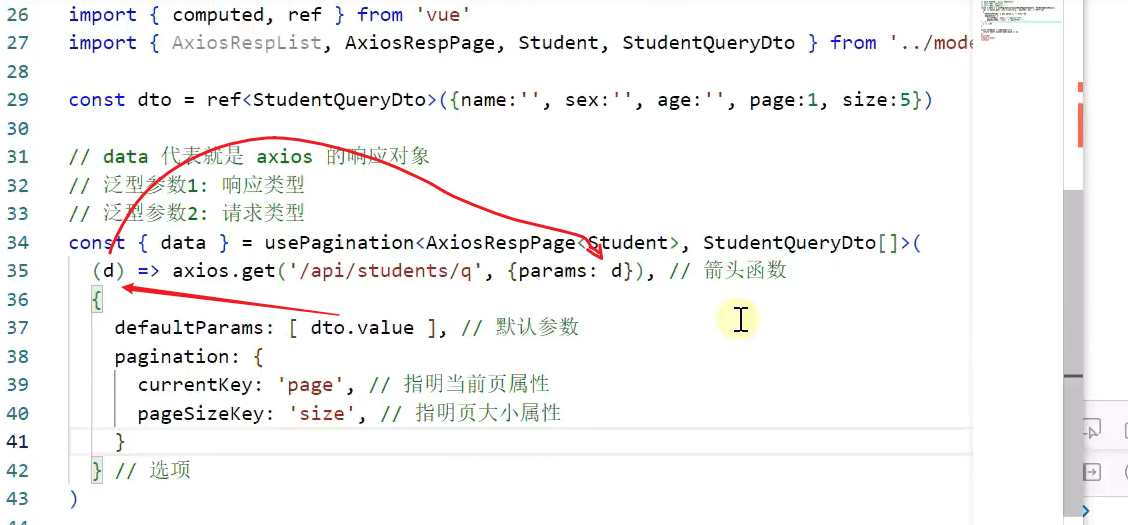 26 import { computed, ref } from 'vue'
27 import { AxiosRespList, AxiosRespPage, Student, StudentQueryDto } from '../mode
28
29 const dto = ref<StudentQueryDto>({name:'', sex:'', age:'', page:1, size:5})
30
31 // data 代表就是 axios 的响应对象
32 // 泛型参数1: 响应类型
33 // 泛型参数2: 请求类型
34 const { data } = usePagination<AxiosRespPage<Student>, StudentQueryDto[]>(
35 (d) => axios.get('/api/students/q', {params: d}), // 箭头函数
36 {
37 defaultParams: [ dto.value ], // 默认参数
38 pagination: {
39 currentKey: 'page', // 指明当前页属性
40 pageSizeKey: 'size', // 指明页大小属性
41 }
42 } // 选项
43 )